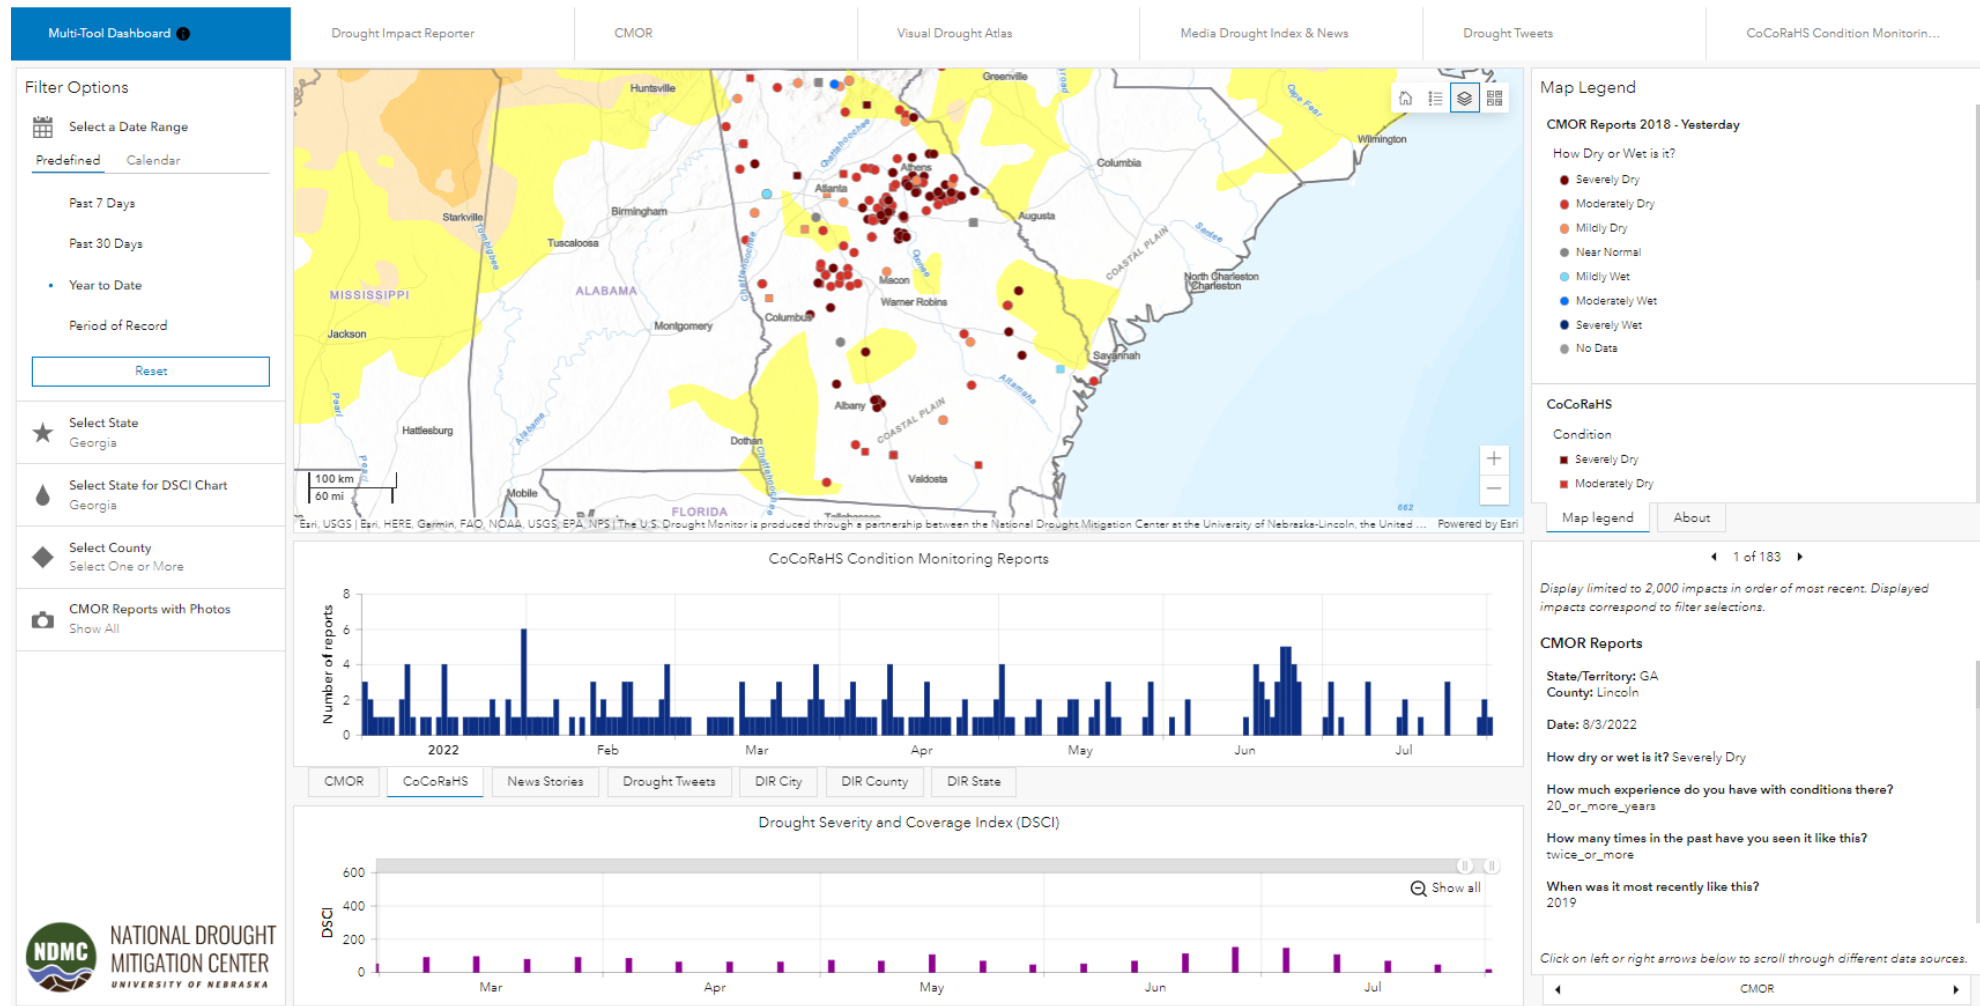 Multi-Tool Dashboard
Drought Impact Reporter
CMOR
Visual Drought Atlas
Media Drought Index & News
Drought Tweets
CoCoRaHS Condition Monitorin...
Filter Options
Select a Date Range
Predefined
Calendar
Past 7 Days
Past 30 Days
Year to Date
Period of Record
Reset
Select State
Georgia
Select State for DSCI Chart
Georgia
Select County
Select One or More
CMOR Reports with Photos
Show All
NDMC
NATIONAL DROUGHT
MITIGATION CENTER
UNIVERSITY OF NEBRASKA
Huntsville
Greenville
Cape Fear
Wilmington
Columbia
Chattahoochee
Athens
Atlanta
Starkville
Tombigbee
Birmingham
Tuscaloosa
Augusta
Santee
COASTAL PLAIN
Chattahoochee
Oconee
Macon
North Charleston
Charleston
MISSISSIPPI
ALABAMA
Warner Robins
Columbus
Jackson
Montgomery
Savannah
Altamaha
Pearl
Albany
COASTAL PLAIN
Hattiesburg
Alabama
Dothan
Chattahoochee
Pearl
Valdosta
100 km
60 mi
Mobile
FLORIDA
Tallahassee
662
Esri, USGS | Esri, HERE, Garmin, FAO, NOAA, USGS, EPA, NPS | The U.S. Drought Monitor is produced through a partnership between the National Drought Mitigation Center at the University of Nebraska-Lincoln, the United ...
Powered by Esri
CoCoRaHS Condition Monitoring Reports
Number of reports
8
6
4
2
0
2022
Feb
Mar
Apr
May
Jun
Jul
CMOR
CoCoRaHS
News Stories
Drought Tweets
DIR City
DIR County
DIR State
Drought Severity and Coverage Index (DSCI)
Show all
DSCI
600
400
200
0
Mar
Apr
May
Jun
Jul
Map Legend
CMOR Reports 2018 - Yesterday
How Dry or Wet is it?
Severely Dry
Moderately Dry
Mildly Dry
Near Normal
Mildly Wet
Moderately Wet
Severely Wet
No Data
CoCoRaHS
Condition
Severely Dry
Moderately Dry
Map legend
About
1 of 183
Display limited to 2,000 impacts in order of most recent. Displayed
impacts correspond to filter selections.
CMOR Reports
State/Territory: GA
County: Lincoln
Date: 8/3/2022
How dry or wet is it? Severely Dry
How much experience do you have with conditions there?
20_or_more_years
How many times in the past have you seen it like this?
twice_or_more
When was it most recently like this?
2019
Click on left or right arrows below to scroll through different data sources.
CMOR